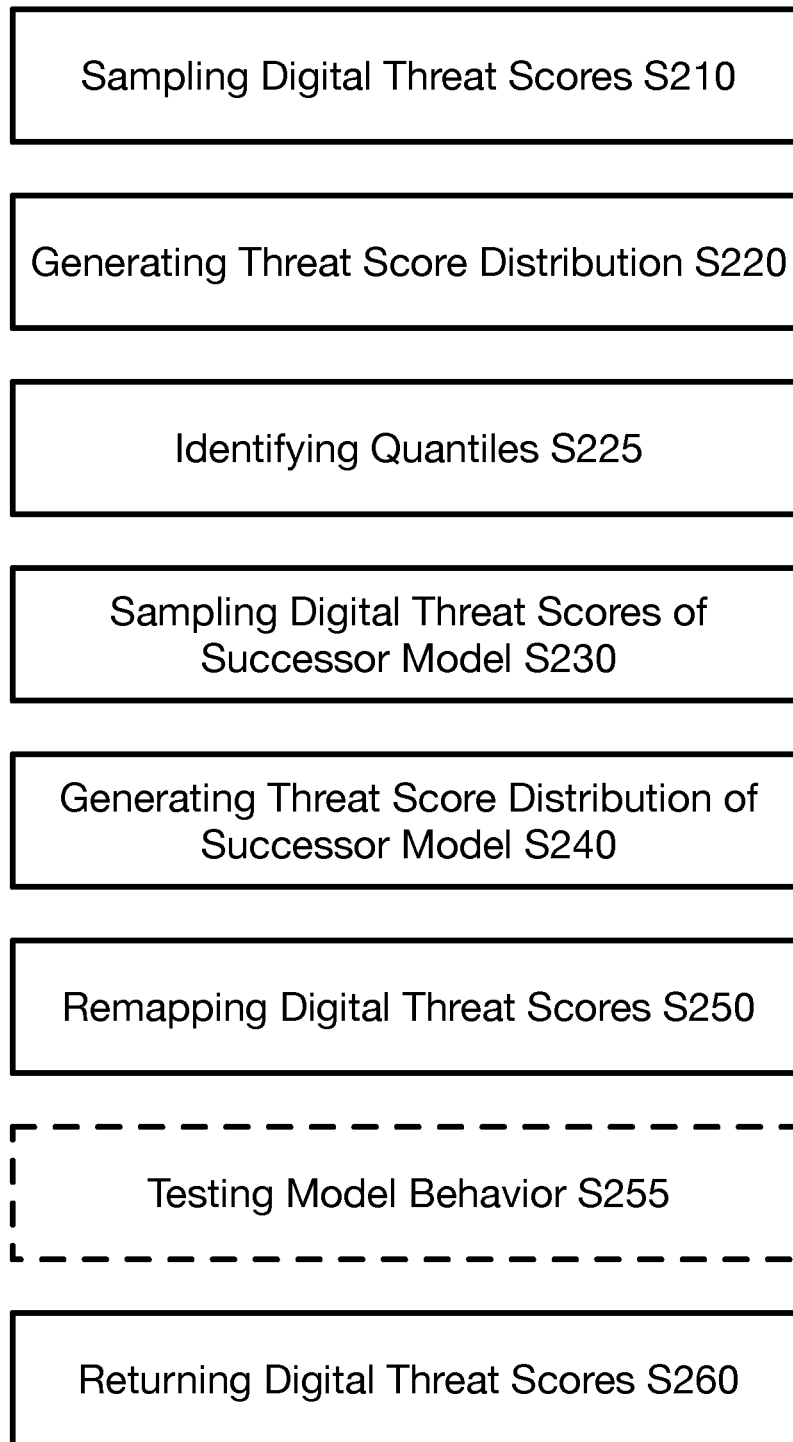 Sampling Digital Threat Scores S210
Generating Threat Score Distribution S220
Identifying Quantiles S225
Sampling Digital Threat Scores of
Successor Model S230
Generating Threat Score Distribution of
Successor Model S240
Remapping Digital Threat Scores S250
Testing Model Behavior S255
Returning Digital Threat Scores S260